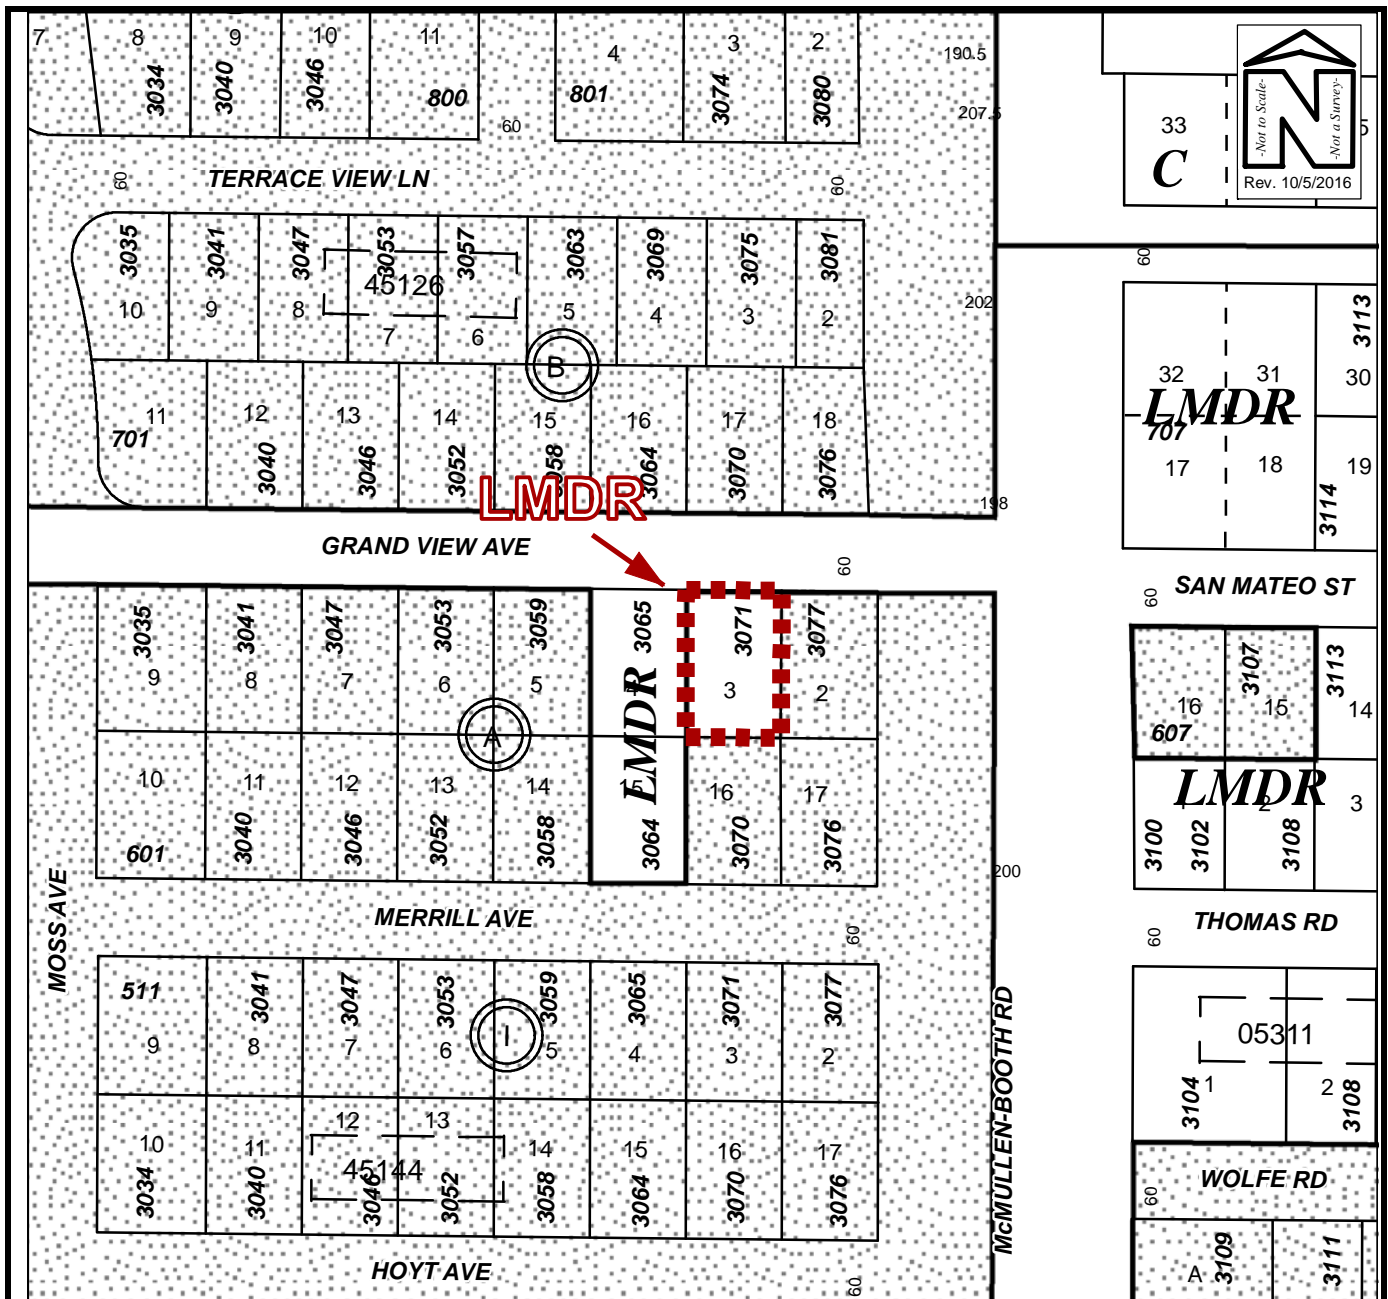 7 8 9 10 11 4 3 2
3034 3040 3046 800 801 3074 3080
190.5
207.5
60
33
C
5
-Not to Scale-
-Not a Survey-
Rev. 10/5/2016
TERRACE VIEW LN
60 60 60
3035 3041 3047 3053 3057 3063 3069 3075 3081
45126
10 9 8 7 6 5 4 3 2
202
B
11 12 13 14 15 16 17 18
701 3040 3046 3052 3058 3064 3070 3076
198
32 31 30
3113
LMDR
707
17 18 19
3114
LMDR
GRAND VIEW AVE
60
SAN MATEO ST
60
3035 3041 3047 3053 3059 3065 3071 3077
9 8 7 6 5 4 3 2
LMDR
A
10 11 12 13 14 15 16 17
601 3040 3046 3052 3058 3064 3070 3076
3107 3113
16 15 14
607
LMDR
1 2 3
3100 3102 3108
200
MOSS AVE
MERRILL AVE
60
THOMAS RD
60
511 3041 3047 3053 3059 3065 3071 3077
9 8 7 6 5 4 3 2
I
McMULLEN-BOOTH RD
05311
1 2
3104 3108
10 11 12 13 14 15 16 17
45144
3034 3040 3046 3052 3058 3064 3070 3076
WOLFE RD
60
HOYT AVE
60
A 3109 3111